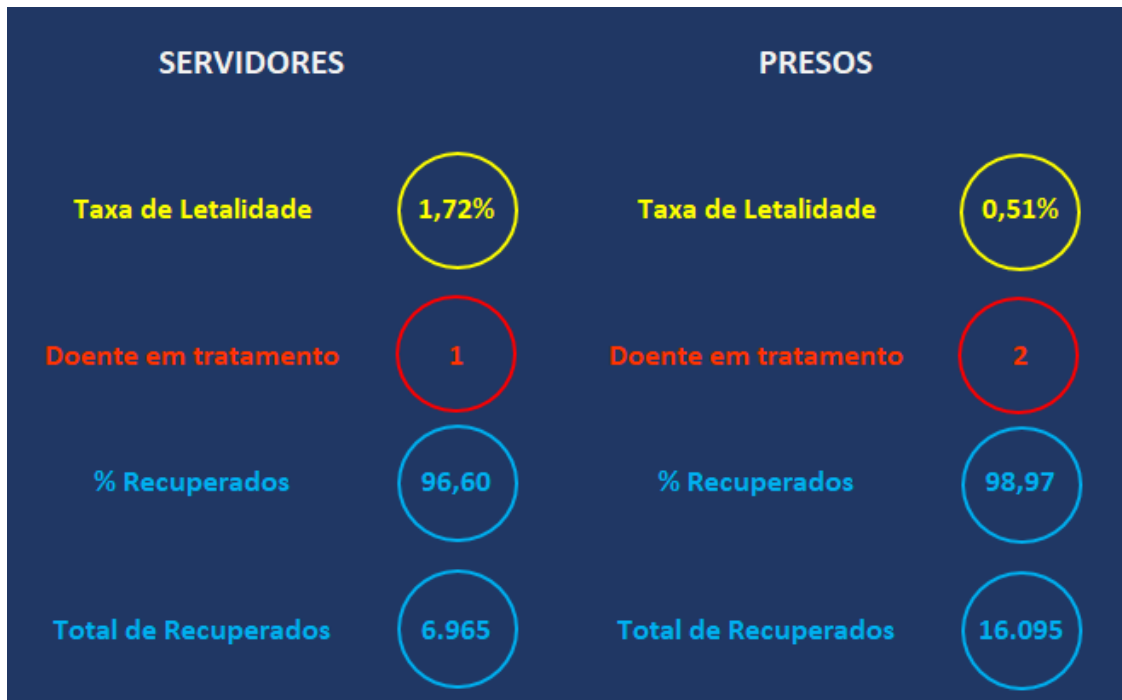 SERVIDORES
PRESOS
Taxa de Letalidade
1,72%
Taxa de Letalidade
0,51%
Doente em tratamento
1
Doente em tratamento
2
% Recuperados
96,60
% Recuperados
98,97
Total de Recuperados
6.965
Total de Recuperados
16.095